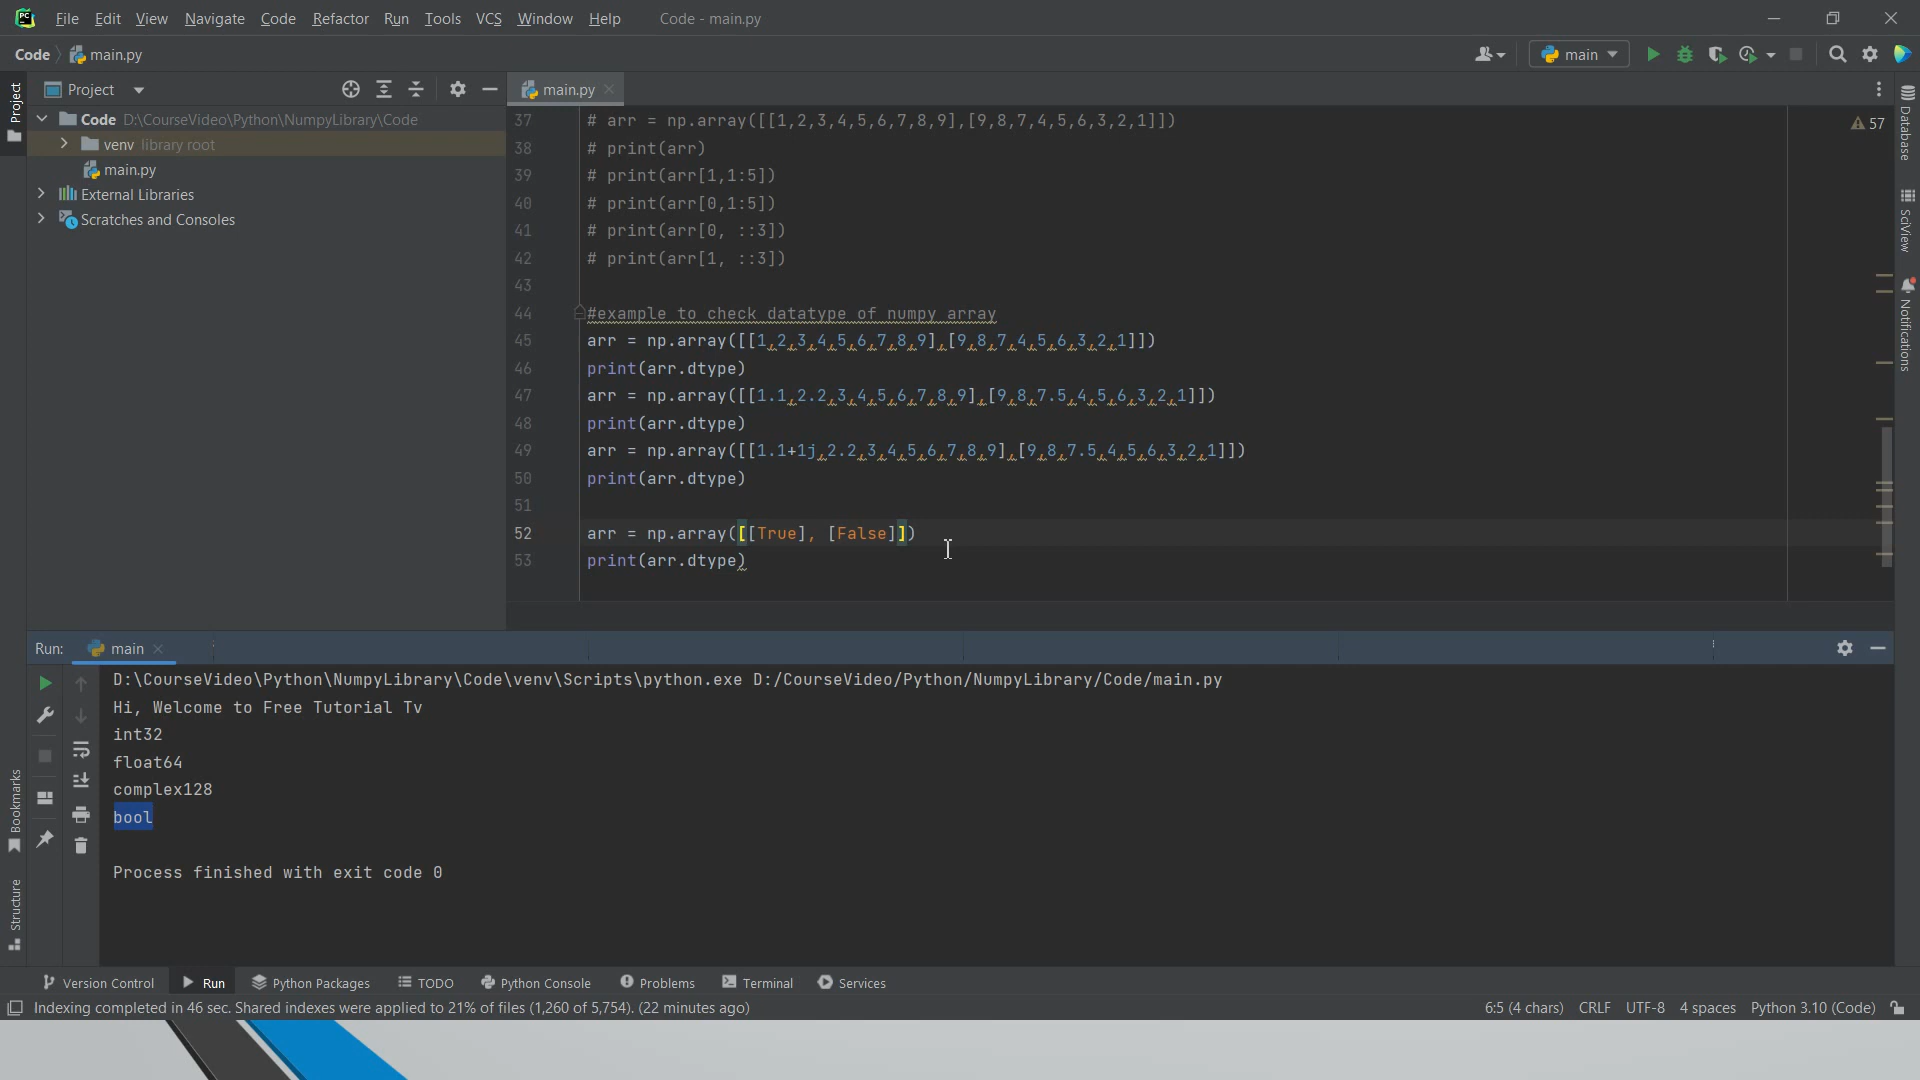 PC File Edit View Navigate Code Refactor Run Tools VCS Window Help Code - main.py
Code main.py main
Project main.py
Project
Code D:\CourseVideo\Python\NumpyLibrary\Code
venv library root
main.py
External Libraries
Scratches and Consoles
37 # arr = np.array([[1,2,3,4,5,6,7,8,9],[9,8,7,4,5,6,3,2,1]])
57
38 # print(arr)
39 # print(arr[1,1:5])
40 # print(arr[0,1:5])
41 # print(arr[0, ::3])
42 # print(arr[1, ::3])
43
44 #example to check datatype of numpy array
45 arr = np.array([[1,2,3,4,5,6,7,8,9],[9,8,7,4,5,6,3,2,1]])
46 print(arr.dtype)
47 arr = np.array([[1.1,2.2,3,4,5,6,7,8,9],[9,8,7.5,4,5,6,3,2,1]])
48 print(arr.dtype)
49 arr = np.array([[1.1+1j,2.2,3,4,5,6,7,8,9],[9,8,7.5,4,5,6,3,2,1]])
50 print(arr.dtype)
51
52 arr = np.array([[True], [False]])
53 print(arr.dtype)
Database
SciView
Notifications
Run: main
D:\CourseVideo\Python\NumpyLibrary\Code\venv\Scripts\python.exe D:/CourseVideo/Python/NumpyLibrary/Code/main.py
Hi, Welcome to Free Tutorial Tv
int32
float64
complex128
bool
Process finished with exit code 0
Bookmarks
Structure
Version Control Run Python Packages TODO Python Console Problems Terminal Services
Indexing completed in 46 sec. Shared indexes were applied to 21% of files (1,260 of 5,754). (22 minutes ago) 6:5 (4 chars) CRLF UTF-8 4 spaces Python 3.10 (Code)